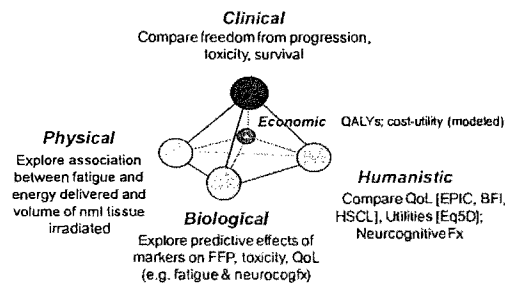 Clinical
Compare freedom from progression,
toxicity, survival
Economic QALYs; cost-utility (modeled)
Physical
Explore association
between fatigue and
energy delivered and
volume of nml tissue
irradiated
Humanistic
Compare QoL [EPIC, BFI,
HSCL], Utilities [Eq5D];
Neurcognitive Fx
Biological
Explore predictive effects of
markers on FFP, toxicity, QoL
(e.g. fatigue & neurocogfx)